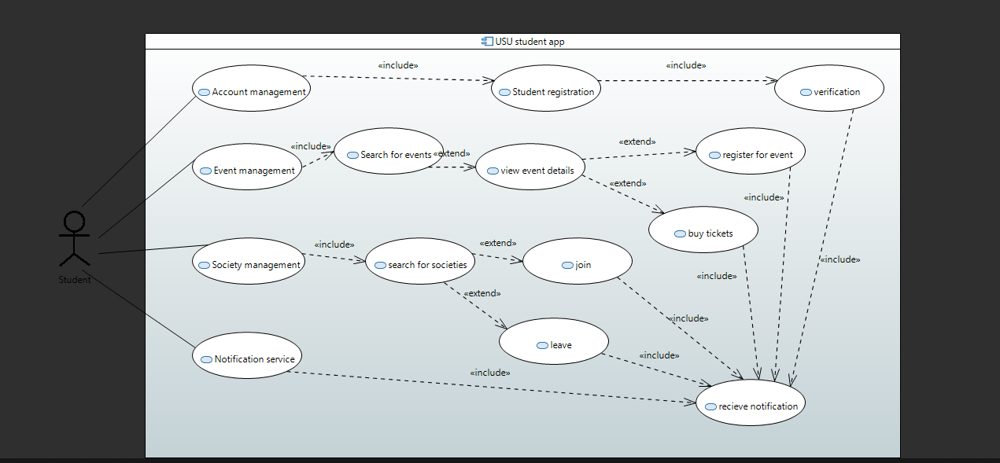 USU student app
«include»
«include»
Account management
Student registration
verification
«include»
Search for events
«extend»
«extend»
register for event
Event management
view event details
«extend»
«include»
buy tickets
«include»
«extend»
«include»
Society management
search for societies
join
«include»
Student
«extend»
«include»
leave
«include»
Notification service
«include»
recieve notification